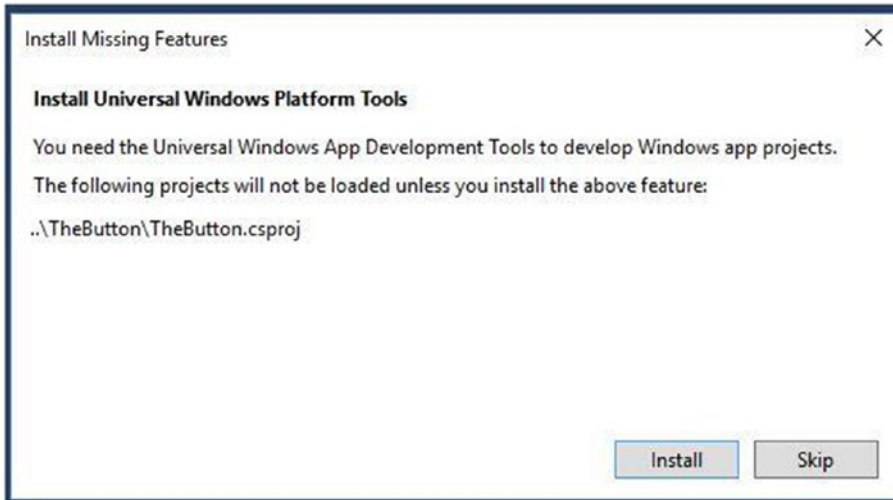 Install Missing Features
Install Universal Windows Platform Tools
You need the Universal Windows App Development Tools to develop Windows app projects.
The following projects will not be loaded unless you install the above feature:
..\TheButton\TheButton.csproj
Install
Skip